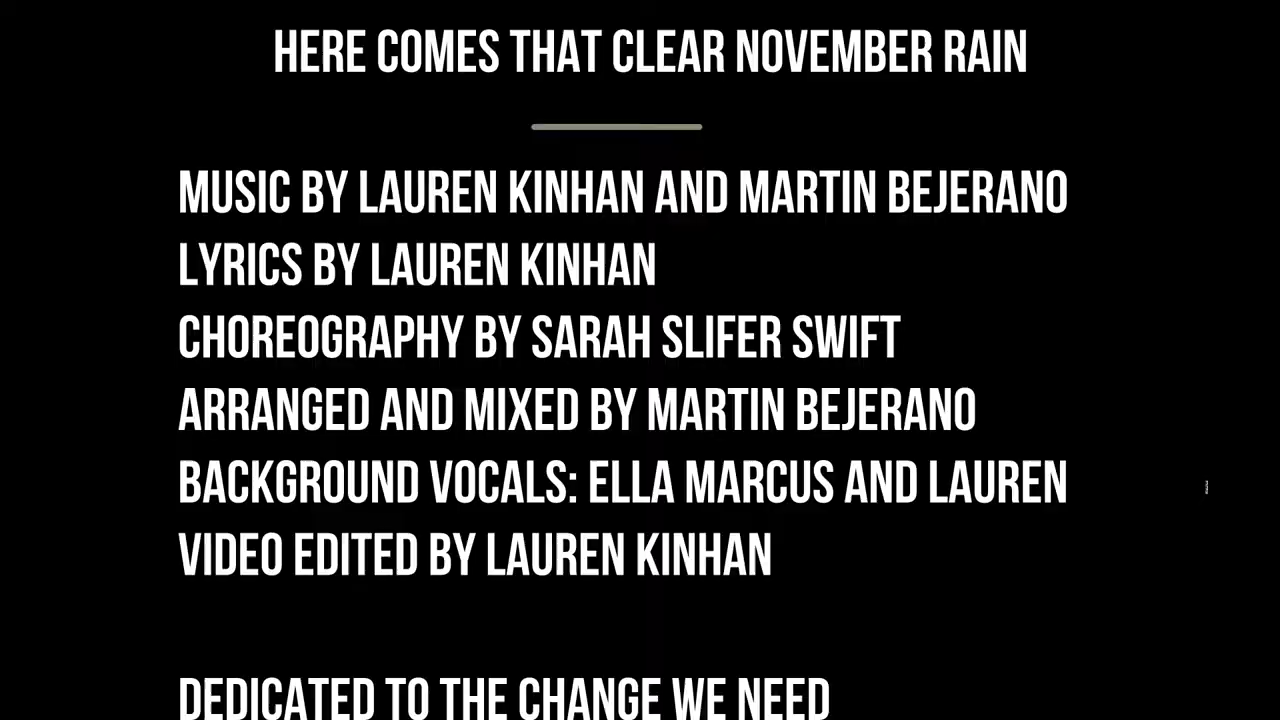 HERE COMES THAT CLEAR NOVEMBER RAIN
MUSIC BY LAUREN KINHAN AND MARTIN BEJERANO
LYRICS BY LAUREN KINHAN
CHOREOGRAPHY BY SARAH SLIFER SWIFT
ARRANGED AND MIXED BY MARTIN BEJERANO
BACKGROUND VOCALS: ELLA MARCUS AND LAUREN
VIDEO EDITED BY LAUREN KINHAN
DEDICATED TO THE CHANGE WE NEED